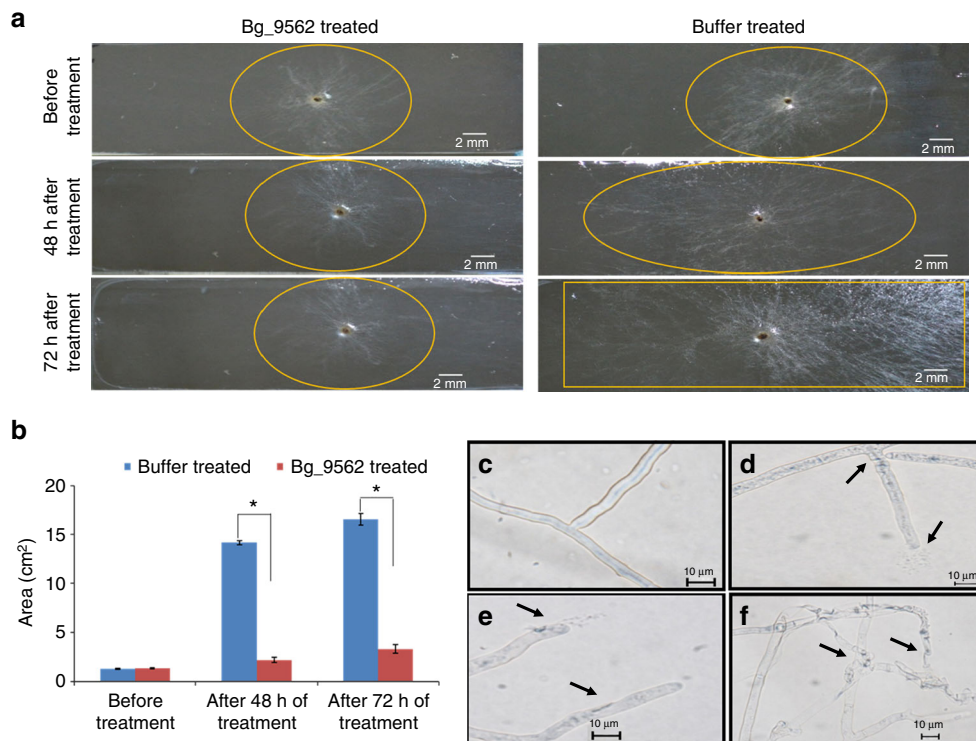 a
Bg_9562 treated
Buffer treated
Before
treatment
2 mm
2 mm
48 h after
treatment
2 mm
2 mm
72 h after
treatment
2 mm
2 mm
b
Buffer treated
Bg_9562 treated
Area (cm²)
20
15
10
5
0
*
*
Before
treatment
After 48 h of
treatment
After 72 h of
treatment
c
10 µm
d
10 µm
e
10 µm
f
10 µm